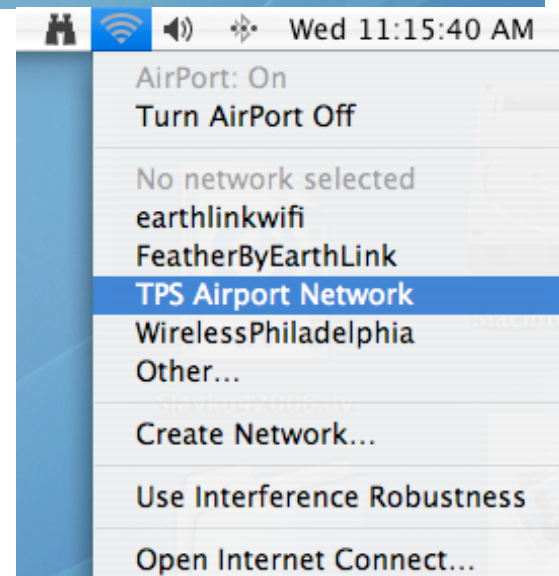 Wed 11:15:40 AM
AirPort: On
Turn AirPort Off
No network selected
earthlinkwifi
FeatherByEarthLink
TPS Airport Network
WirelessPhiladelphia
Other...
Create Network...
Use Interference Robustness
Open Internet Connect...